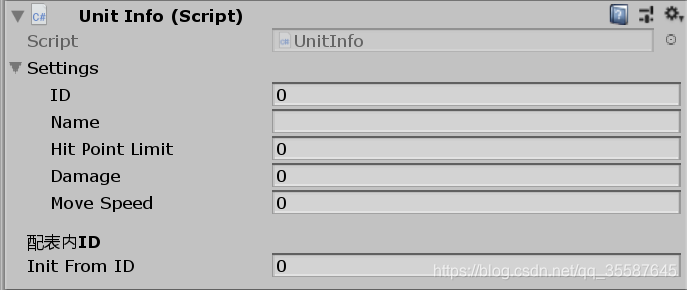 Unit Info (Script)
Script UnitInfo
Settings
ID 0
Name
Hit Point Limit 0
Damage 0
Move Speed 0
配表内ID
Init From ID 0
https://blog.csdn.net/qq_35587645